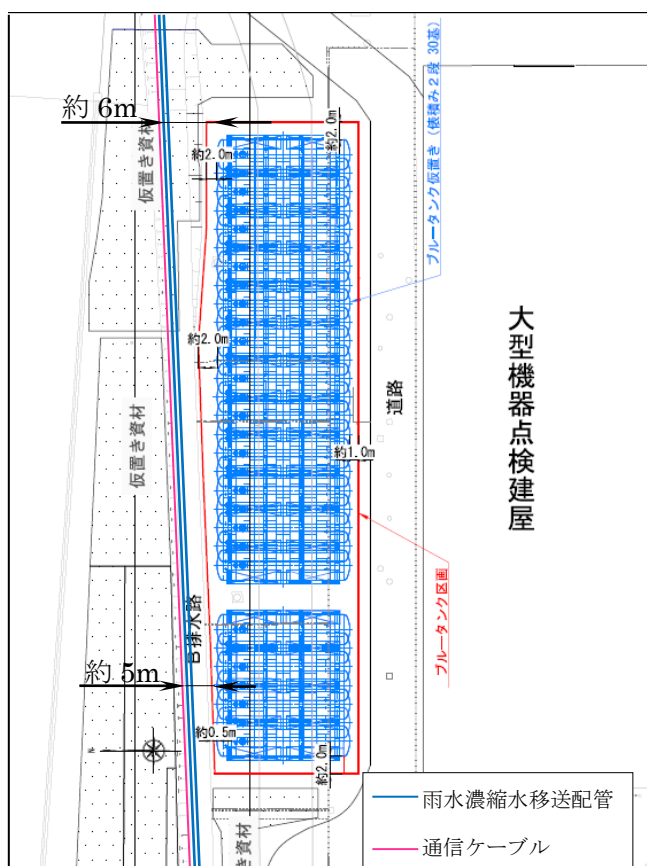 約 6m
仮置き資材
約2.0m
約2.0m
ブルータンク仮置き（俵積み２段 30基）
大型機器点検建屋
約2.0m
仮置き資材
道路
約1.0m
ブルータンク区画
排水路
約 5m
約0.5m
約2.0m
仮置き資材
雨水濃縮水移送配管
通信ケーブル